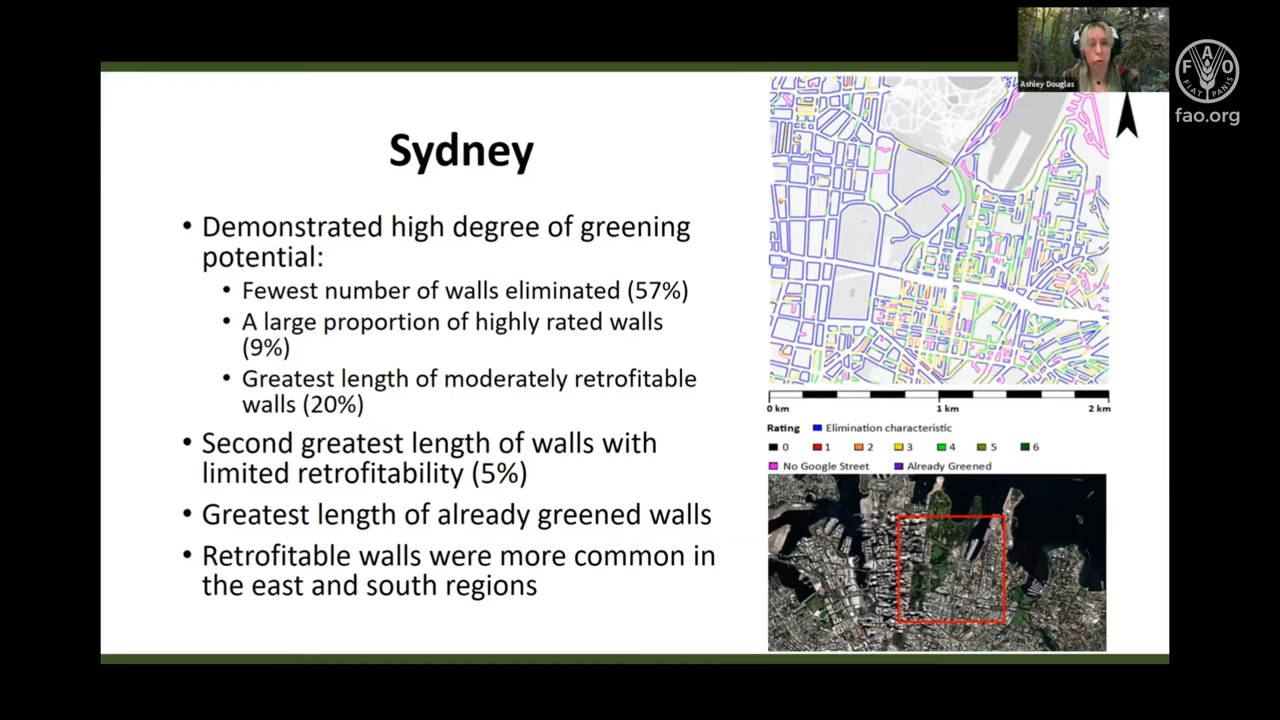 Ashley Douglas
FAO
FIAT PANIS
fao.org
Sydney
• Demonstrated high degree of greening
potential:
• Fewest number of walls eliminated (57%)
• A large proportion of highly rated walls
(9%)
• Greatest length of moderately retrofitable
walls (20%)
• Second greatest length of walls with
limited retrofitability (5%)
• Greatest length of already greened walls
• Retrofitable walls were more common in
the east and south regions
0 km 1 km 2 km
Rating Elimination characteristic
0 1 2 3 4 5 6
No Google Street Already Greened